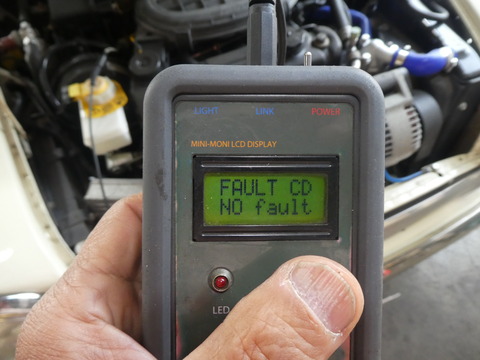 LIGHT LINK POWER
MINI-MONI LCD DISPLAY
FAULT CD
NO fault
LED